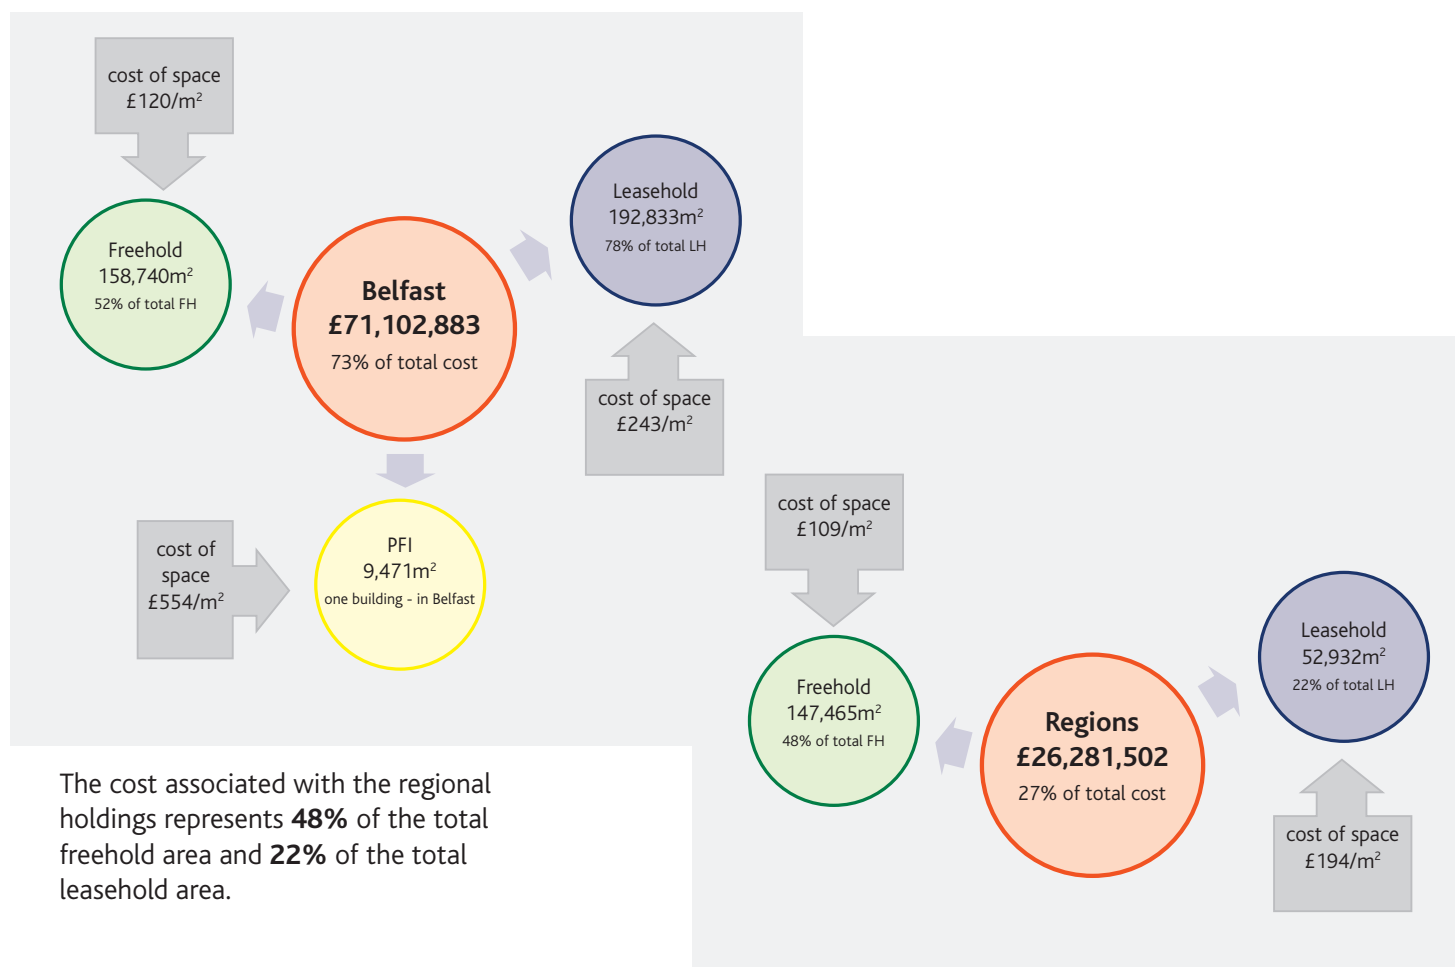 cost of space
£120/m²
Freehold
158,740m²
52% of total FH
Belfast
£71,102,883
73% of total cost
Leasehold
192,833m²
78% of total LH
cost of space
£243/m²
PFI
9,471m²
one building - in Belfast
cost of
space
£554/m²
cost of space
£109/m²
Freehold
147,465m²
48% of total FH
Regions
£26,281,502
27% of total cost
Leasehold
52,932m²
22% of total LH
cost of space
£194/m²
The cost associated with the regional
holdings represents 48% of the total
freehold area and 22% of the total
leasehold area.